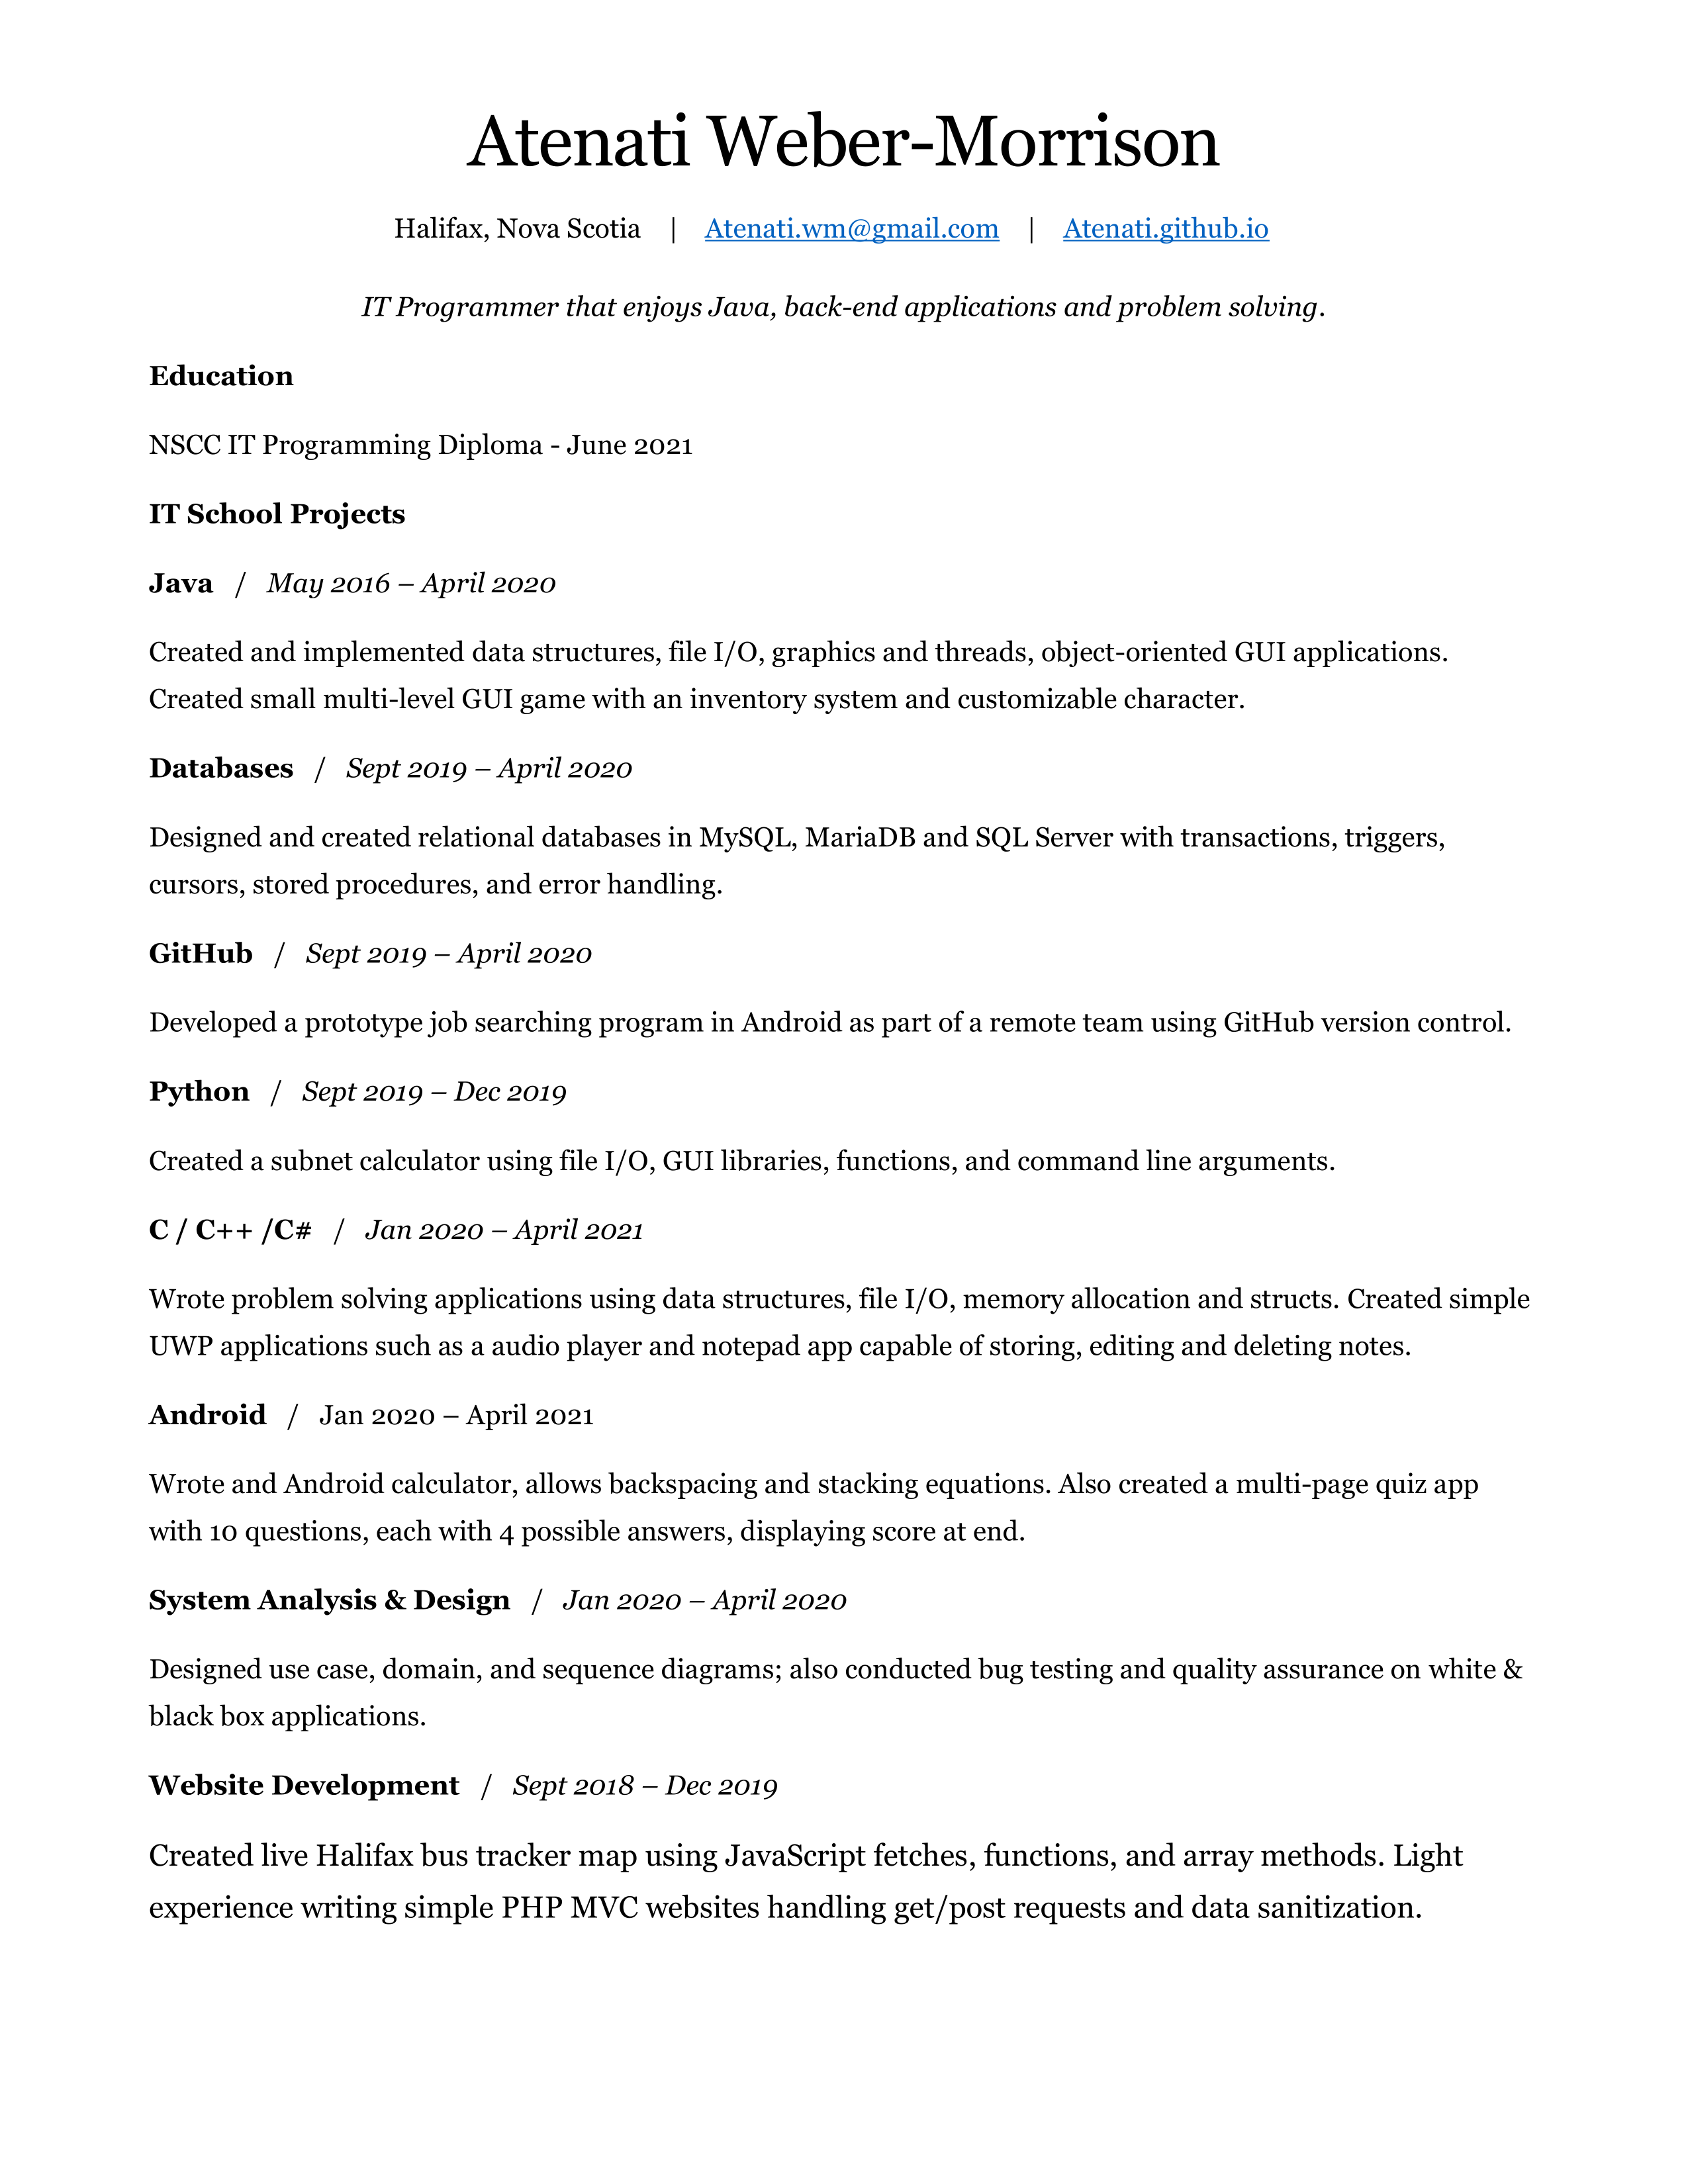 Atenati Weber-Morrison
Halifax, Nova Scotia | Atenati.wm@gmail.com | Atenati.github.io
IT Programmer that enjoys Java, back-end applications and problem solving.
Education
NSCC IT Programming Diploma - June 2021
IT School Projects
Java / May 2016 – April 2020
Created and implemented data structures, file I/O, graphics and threads, object-oriented GUI applications.
Created small multi-level GUI game with an inventory system and customizable character.
Databases / Sept 2019 – April 2020
Designed and created relational databases in MySQL, MariaDB and SQL Server with transactions, triggers,
cursors, stored procedures, and error handling.
GitHub / Sept 2019 – April 2020
Developed a prototype job searching program in Android as part of a remote team using GitHub version control.
Python / Sept 2019 – Dec 2019
Created a subnet calculator using file I/O, GUI libraries, functions, and command line arguments.
C / C++ /C# / Jan 2020 – April 2021
Wrote problem solving applications using data structures, file I/O, memory allocation and structs. Created simple
UWP applications such as a audio player and notepad app capable of storing, editing and deleting notes.
Android / Jan 2020 – April 2021
Wrote and Android calculator, allows backspacing and stacking equations. Also created a multi-page quiz app
with 10 questions, each with 4 possible answers, displaying score at end.
System Analysis & Design / Jan 2020 – April 2020
Designed use case, domain, and sequence diagrams; also conducted bug testing and quality assurance on white &
black box applications.
Website Development / Sept 2018 – Dec 2019
Created live Halifax bus tracker map using JavaScript fetches, functions, and array methods. Light
experience writing simple PHP MVC websites handling get/post requests and data sanitization.